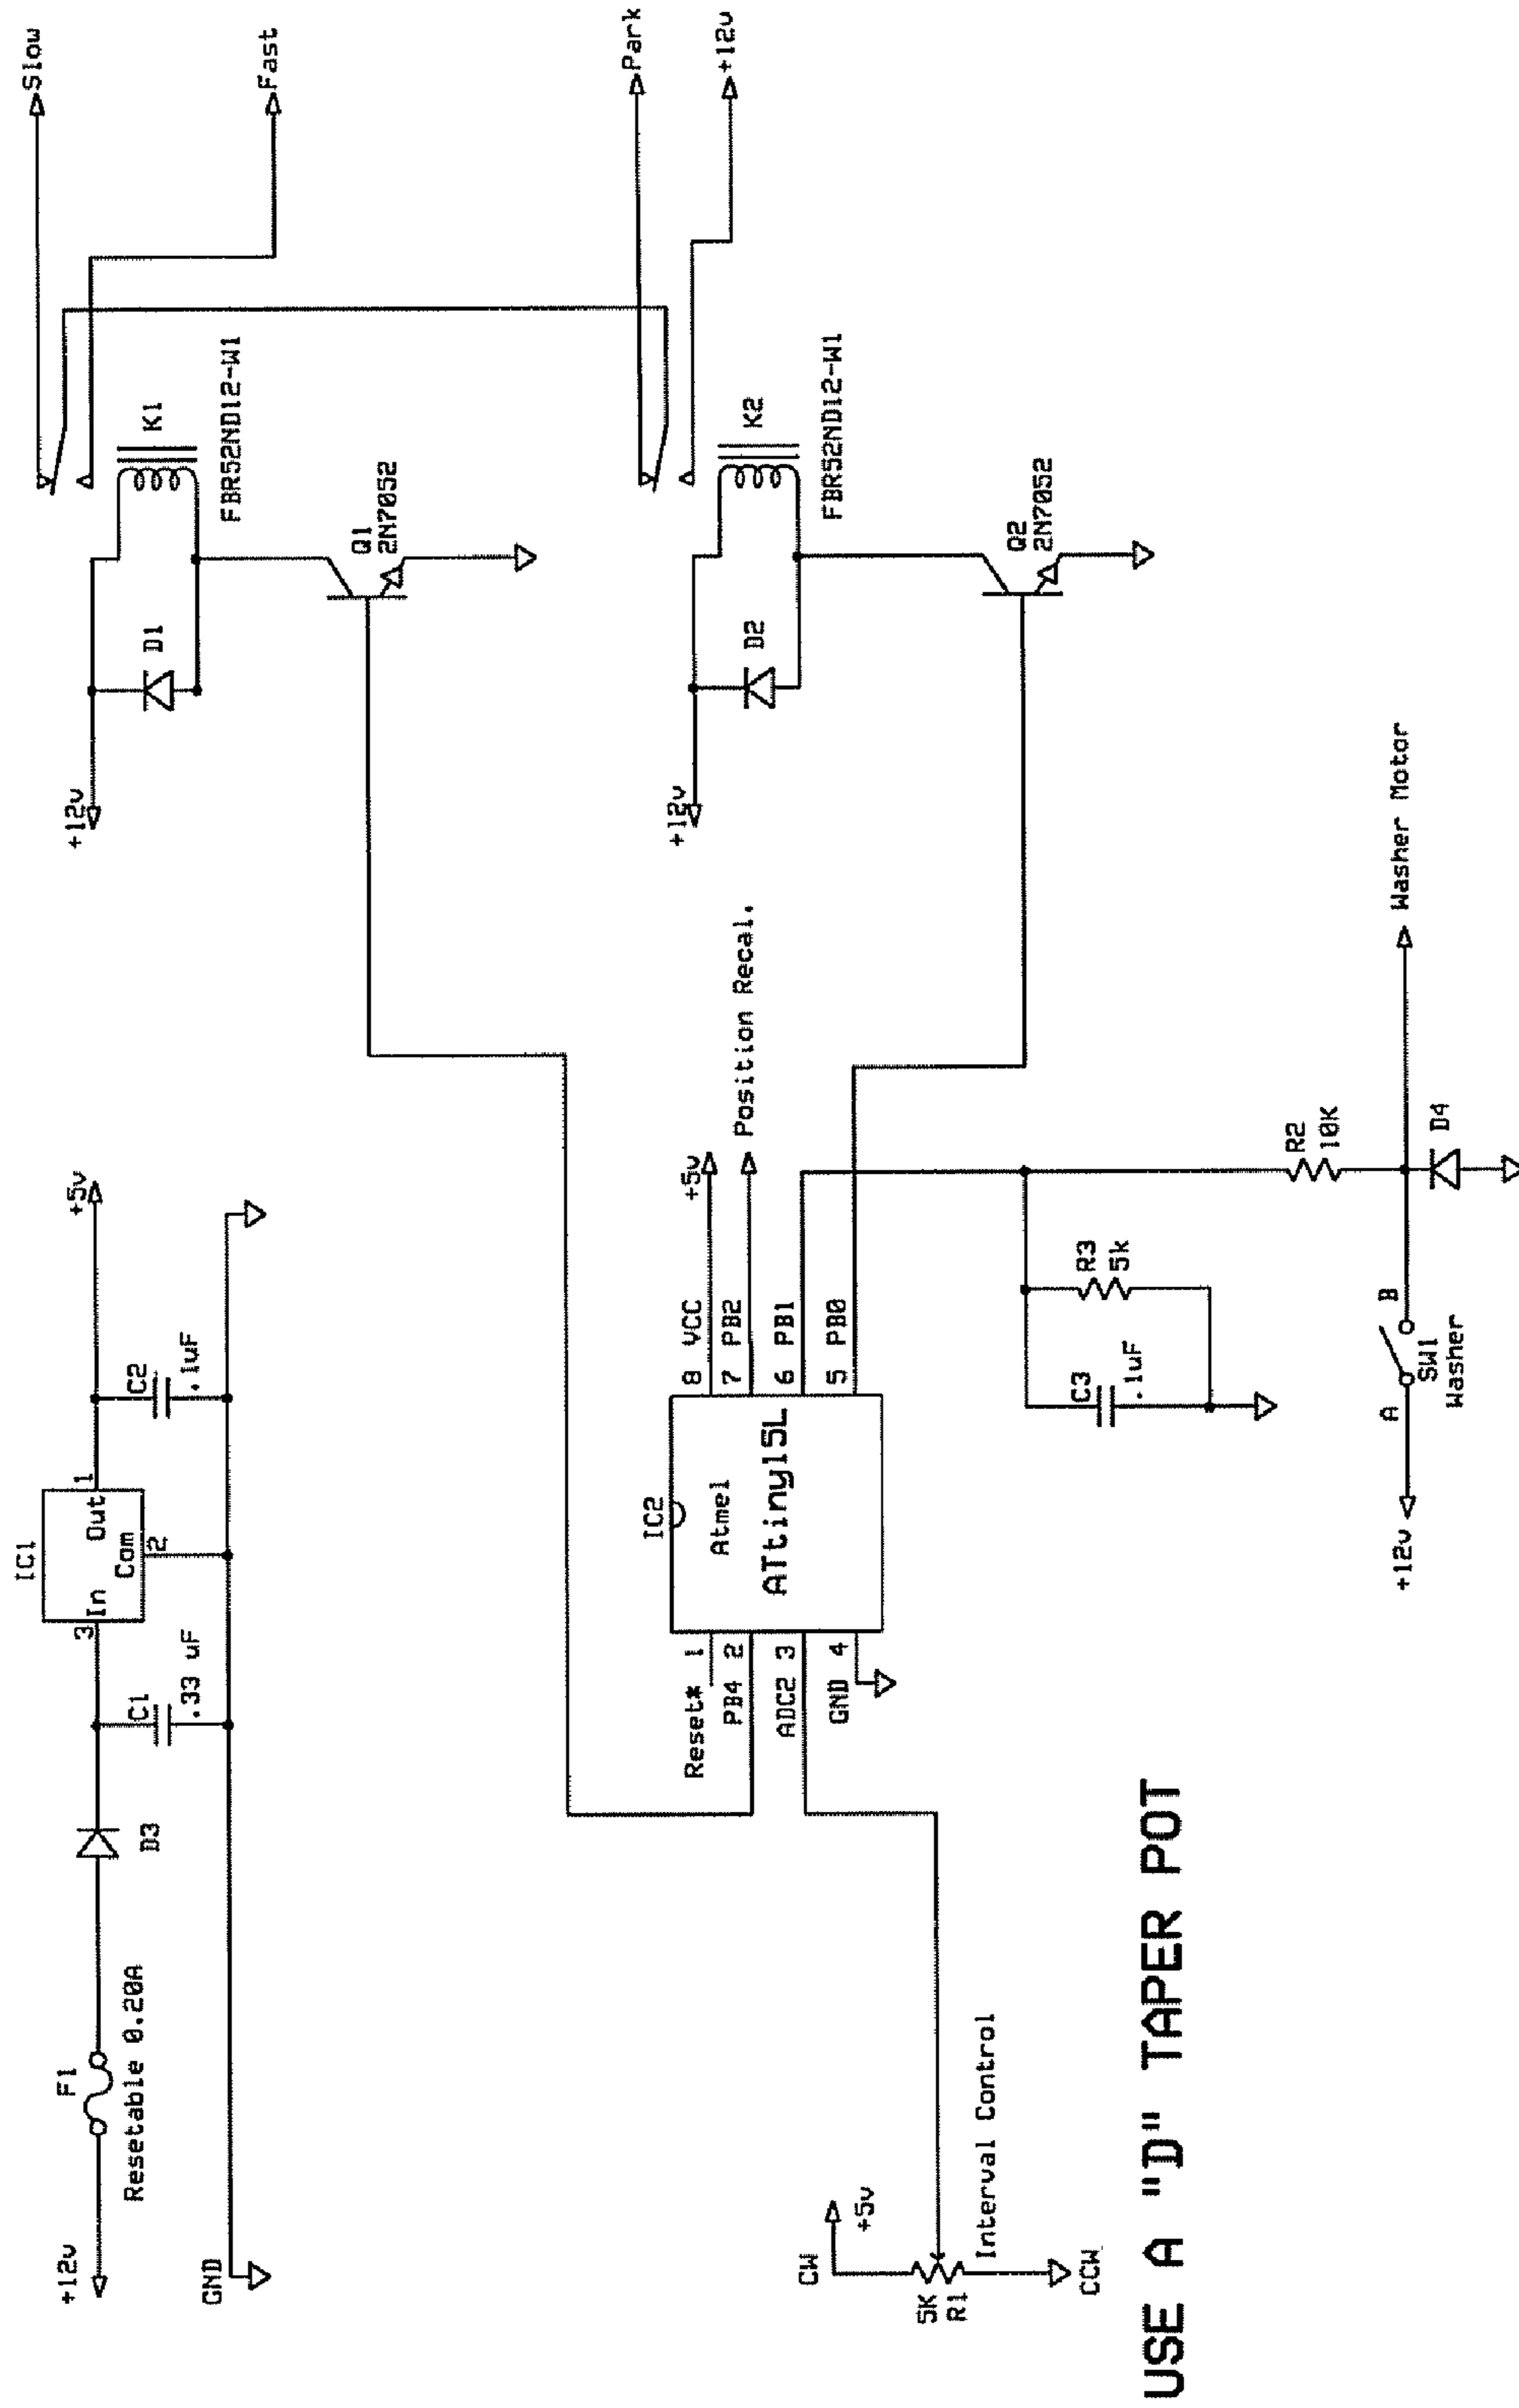 +12v
F1
Resetable 0.20A
D3
C1
.33 uF
IC1
3
In
Out
1
Com
2
C2
.1uF
+5v
GND
+12v
D1
K1
FBR52ND12-W1
Q1
2N7052
Slow
Fast
+12v
D2
K2
FBR52ND12-W1
Q2
2N7052
Park
+12v
IC2
Atmel
ATtiny15L
Reset* 1
PB4 2
ADC2 3
GND 4
8 VCC
7 PB2
6 PB1
5 PB0
+5v
Position Recal.
CW
+5v
5K
R1
Interval Control
CCW
C3
.1uF
R3
5k
R2
10K
+12v
A
B
SW1
Washer
D4
Washer Motor
USE A "D" TAPER POT